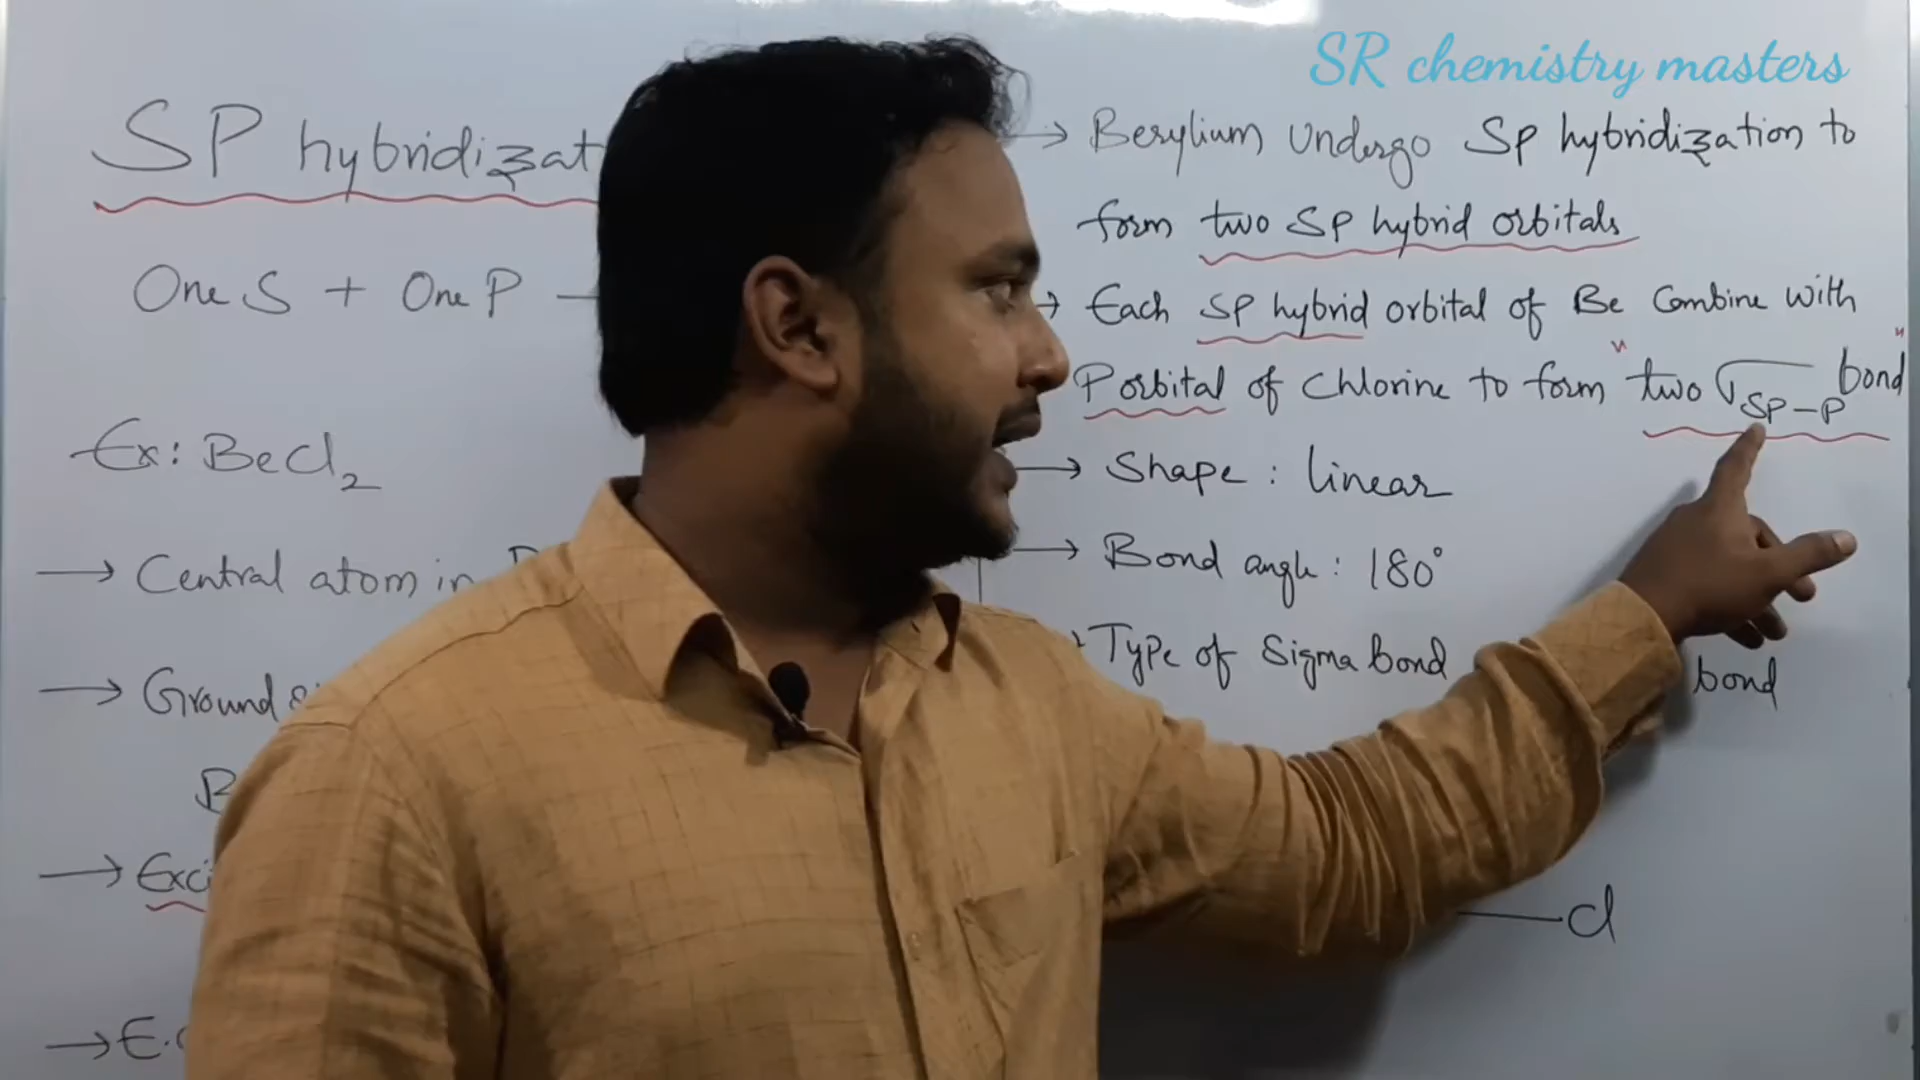 SR chemistry masters
SP hybridizat
One S + One P —
Ex: BeCl2
→ Central atom in
→ Ground
→ Exci
→ E.C
→ Berylium undergo SP hybridization to
form two SP hybrid orbitals
→ Each SP hybrid orbital of Be Combine with
P orbital of Chlorine to form "two σSP-P bond"
→ Shape : linear
→ Bond angle : 180°
Type of Sigma bond
bond
— Cl